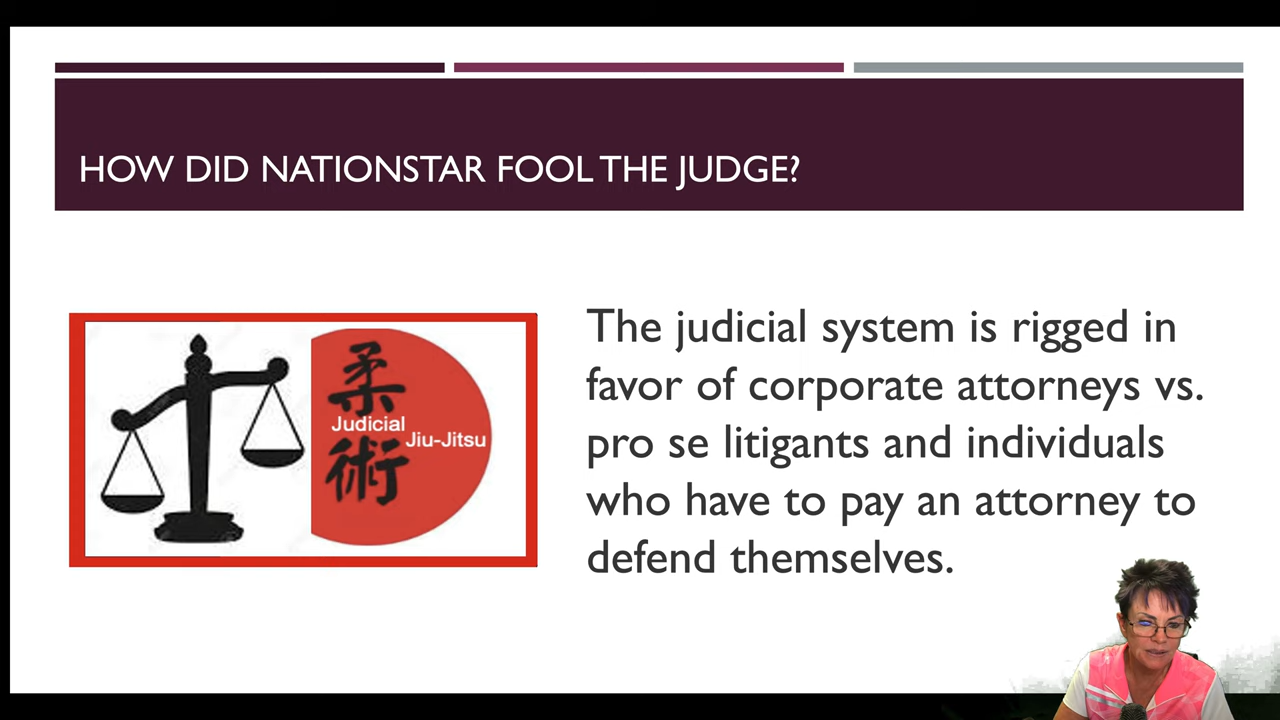 HOW DID NATIONSTAR FOOL THE JUDGE?
柔
Judicial
Jiu-Jitsu
術
The judicial system is rigged in
favor of corporate attorneys vs.
pro se litigants and individuals
who have to pay an attorney to
defend themselves.